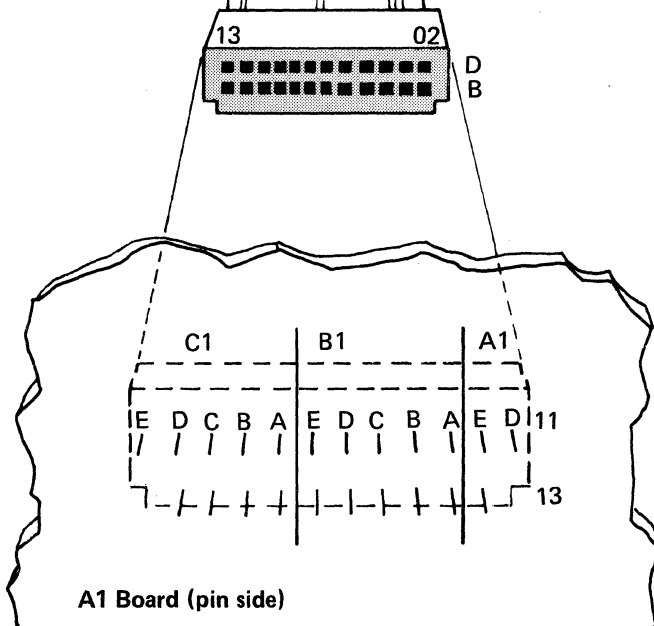 13 02
D
B
C1 B1 A1
E D C B A E D C B A E D 11
13
A1 Board (pin side)